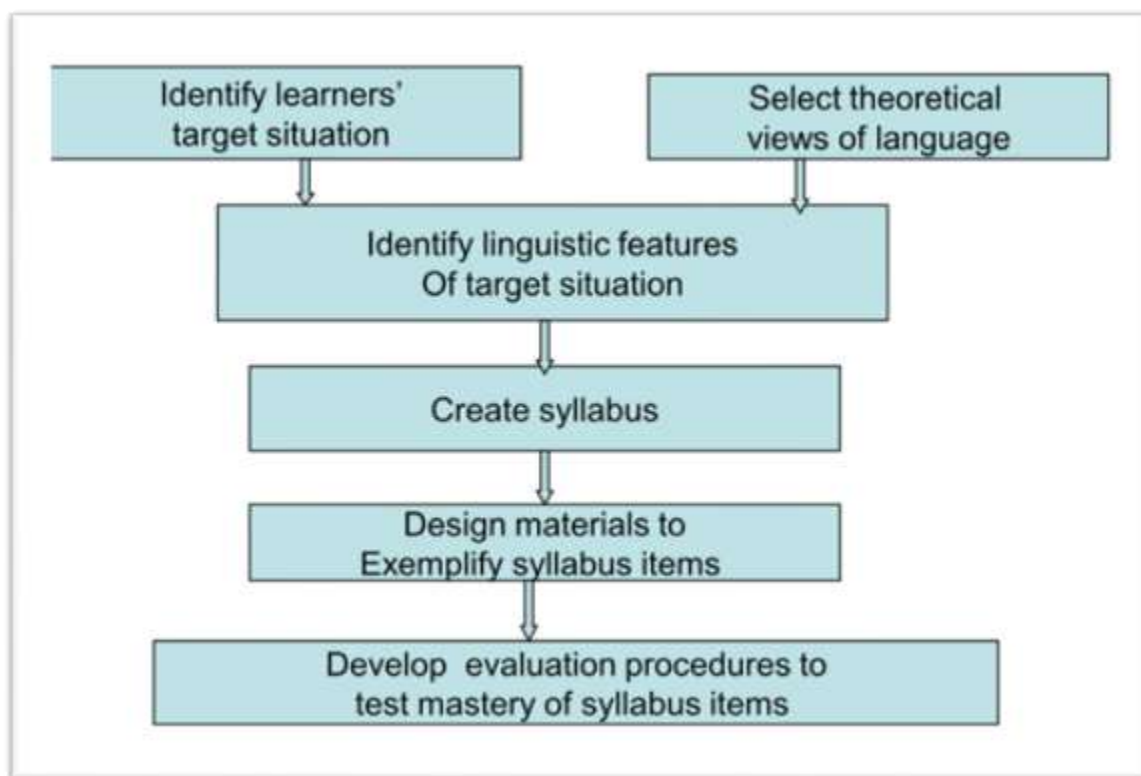 Identify learners'
target situation
Select theoretical
views of language
Identify linguistic features
Of target situation
Create syllabus
Design materials to
Exemplify syllabus items
Develop evaluation procedures to
test mastery of syllabus items